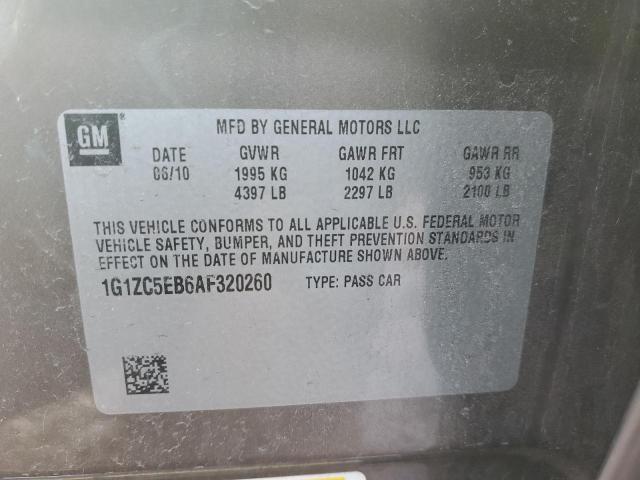 GM
MFD BY GENERAL MOTORS LLC
DATE GVWR GAWR FRT GAWR RR
06/10 1995 KG 1042 KG 953 KG
4397 LB 2297 LB 2100 LB
THIS VEHICLE CONFORMS TO ALL APPLICABLE U.S. FEDERAL MOTOR
VEHICLE SAFETY, BUMPER, AND THEFT PREVENTION STANDARDS IN
EFFECT ON THE DATE OF MANUFACTURE SHOWN ABOVE.
1G1ZC5EB6AF320260 TYPE: PASS CAR